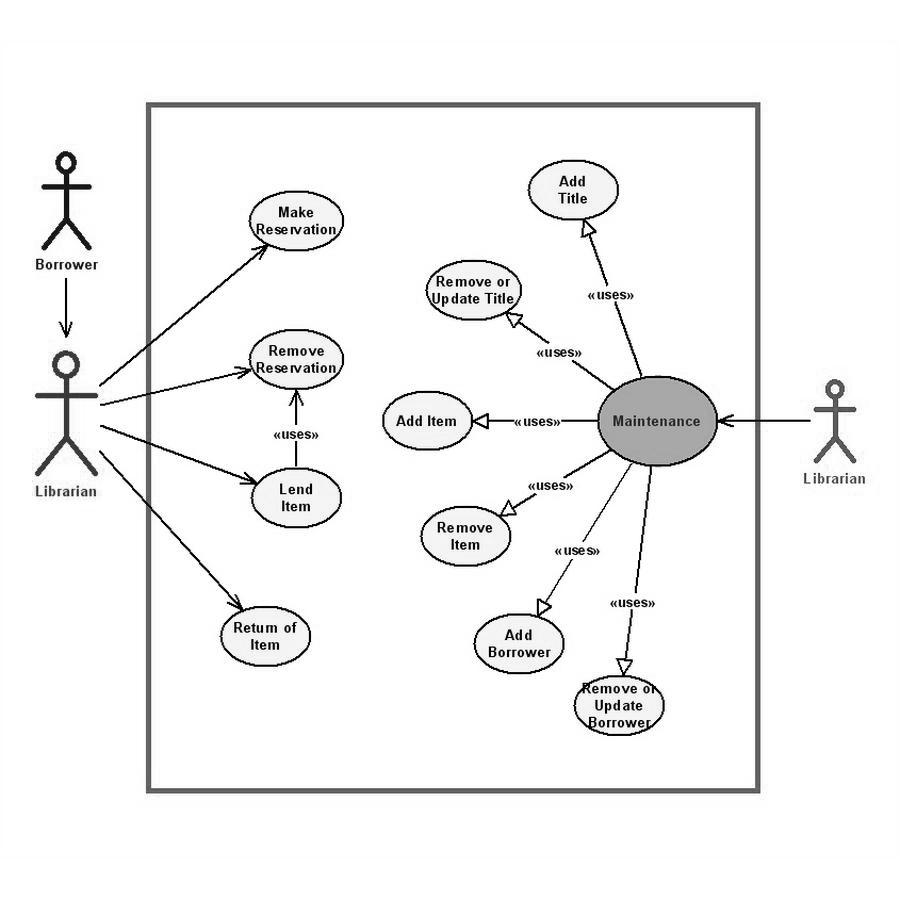 Borrower
Librarian
Make
Reservation
Remove
Reservation
«uses»
Lend
Item
Return of
Item
Add
Title
«uses»
Remove or
Update Title
«uses»
Add Item
«uses»
Maintenance
Librarian
«uses»
Remove
Item
«uses»
Add
Borrower
«uses»
Remove or
Update
Borrower